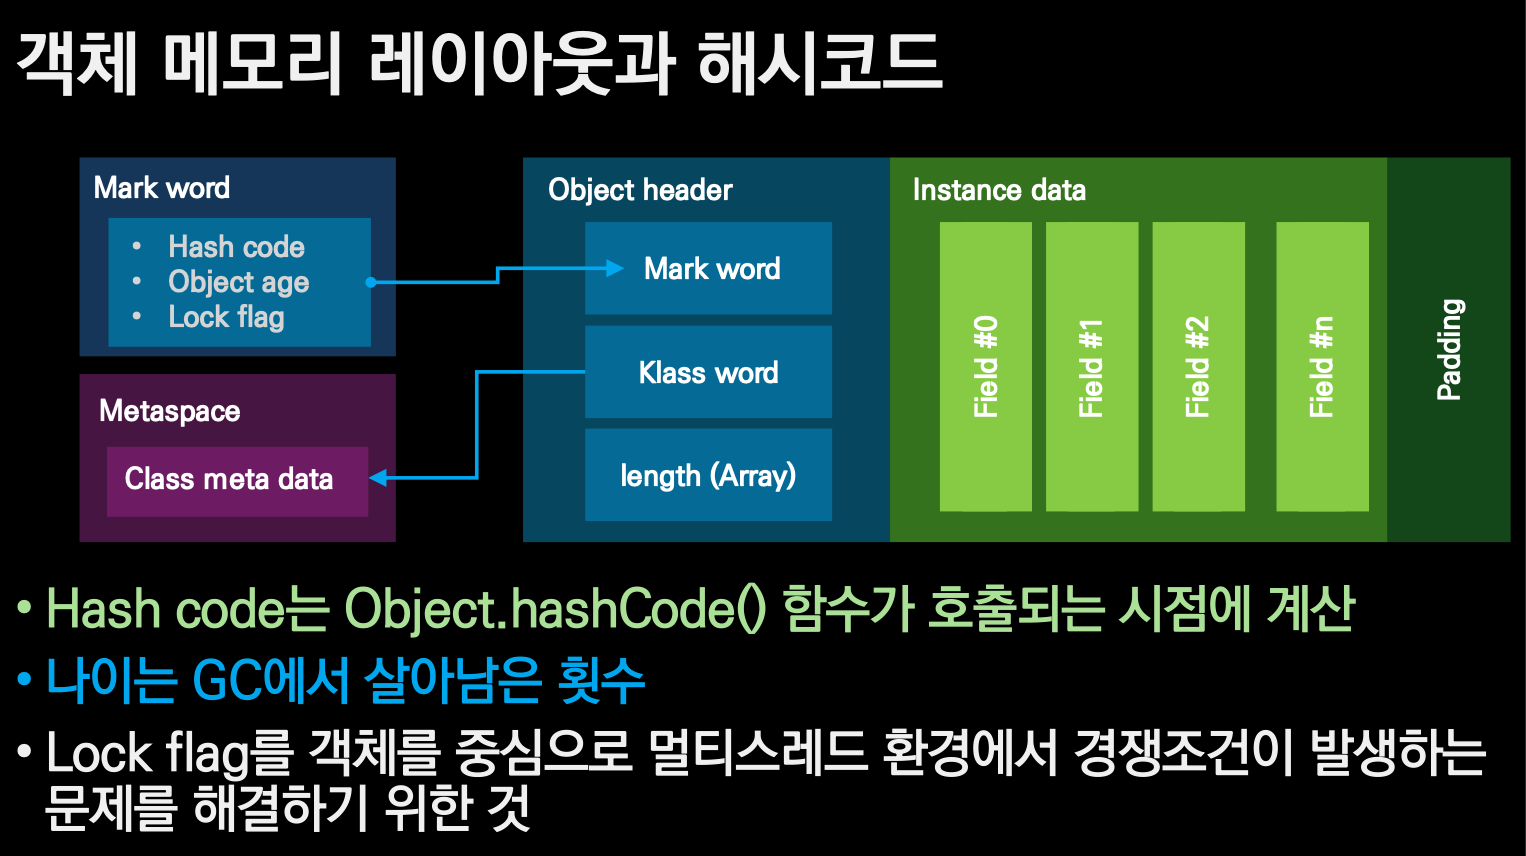 객체 메모리 레이아웃과 해시코드
Mark word
• Hash code
• Object age
• Lock flag
Metaspace
Class meta data
Object header
Mark word
Klass word
length (Array)
Instance data
Field #0
Field #1
Field #2
Field #n
Padding
• Hash code는 Object.hashCode() 함수가 호출되는 시점에 계산
• 나이는 GC에서 살아남은 횟수
• Lock flag를 객체를 중심으로 멀티스레드 환경에서 경쟁조건이 발생하는
문제를 해결하기 위한 것